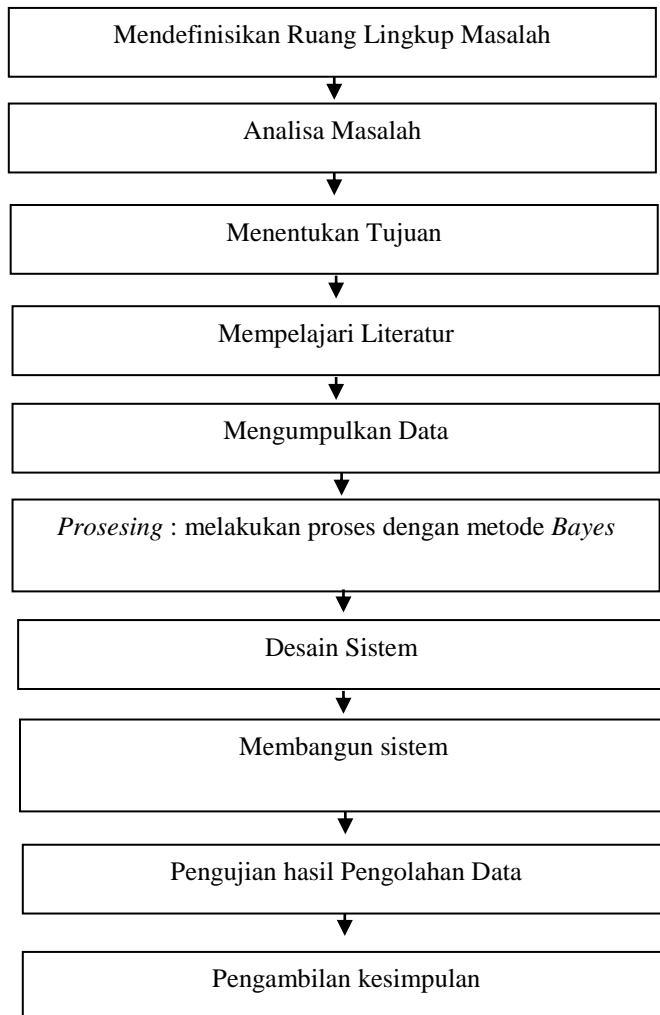 Mendefinisikan Ruang Lingkup Masalah
Analisa Masalah
Menentukan Tujuan
Mempelajari Literatur
Mengumpulkan Data
Prosesing : melakukan proses dengan metode Bayes
Desain Sistem
Membangun sistem
Pengujian hasil Pengolahan Data
Pengambilan kesimpulan